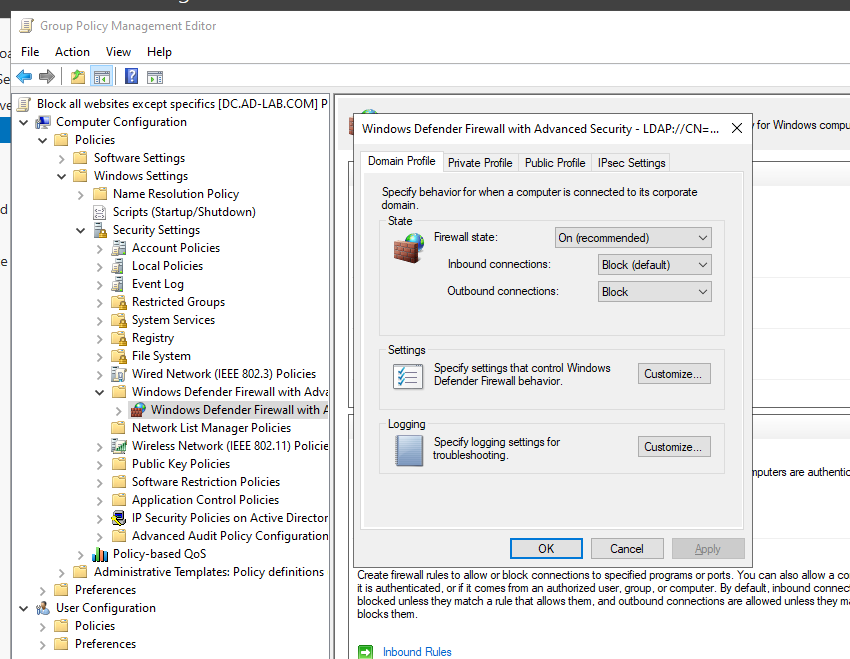 Group Policy Management Editor
File Action View Help
Block all websites except specifics [DC.AD-LAB.COM] P
Computer Configuration
Policies
Software Settings
Windows Settings
Name Resolution Policy
Scripts (Startup/Shutdown)
Security Settings
Account Policies
Local Policies
Event Log
Restricted Groups
System Services
Registry
File System
Wired Network (IEEE 802.3) Policies
Windows Defender Firewall with Adva
Windows Defender Firewall with A
Network List Manager Policies
Wireless Network (IEEE 802.11) Policie
Public Key Policies
Software Restriction Policies
Application Control Policies
IP Security Policies on Active Director
Advanced Audit Policy Configuration
Policy-based QoS
Administrative Templates: Policy definitions
Preferences
User Configuration
Policies
Preferences
Windows Defender Firewall with Advanced Security - LDAP://CN=...
Domain Profile Private Profile Public Profile IPsec Settings
Specify behavior for when a computer is connected to its corporate
domain.
State
Firewall state: On (recommended)
Inbound connections: Block (default)
Outbound connections: Block
Settings
Specify settings that control Windows
Defender Firewall behavior.
Customize...
Logging
Specify logging settings for
troubleshooting.
Customize...
OK Cancel Apply
for Windows compu
mputers are authentic
Create firewall rules to allow or block connections to specified programs or ports. You can also allow a co
it is authenticated, or if it comes from an authorized user, group, or computer. By default, inbound connect
blocked unless they match a rule that allows them, and outbound connections are allowed unless they ma
blocks them.
Inbound Rules